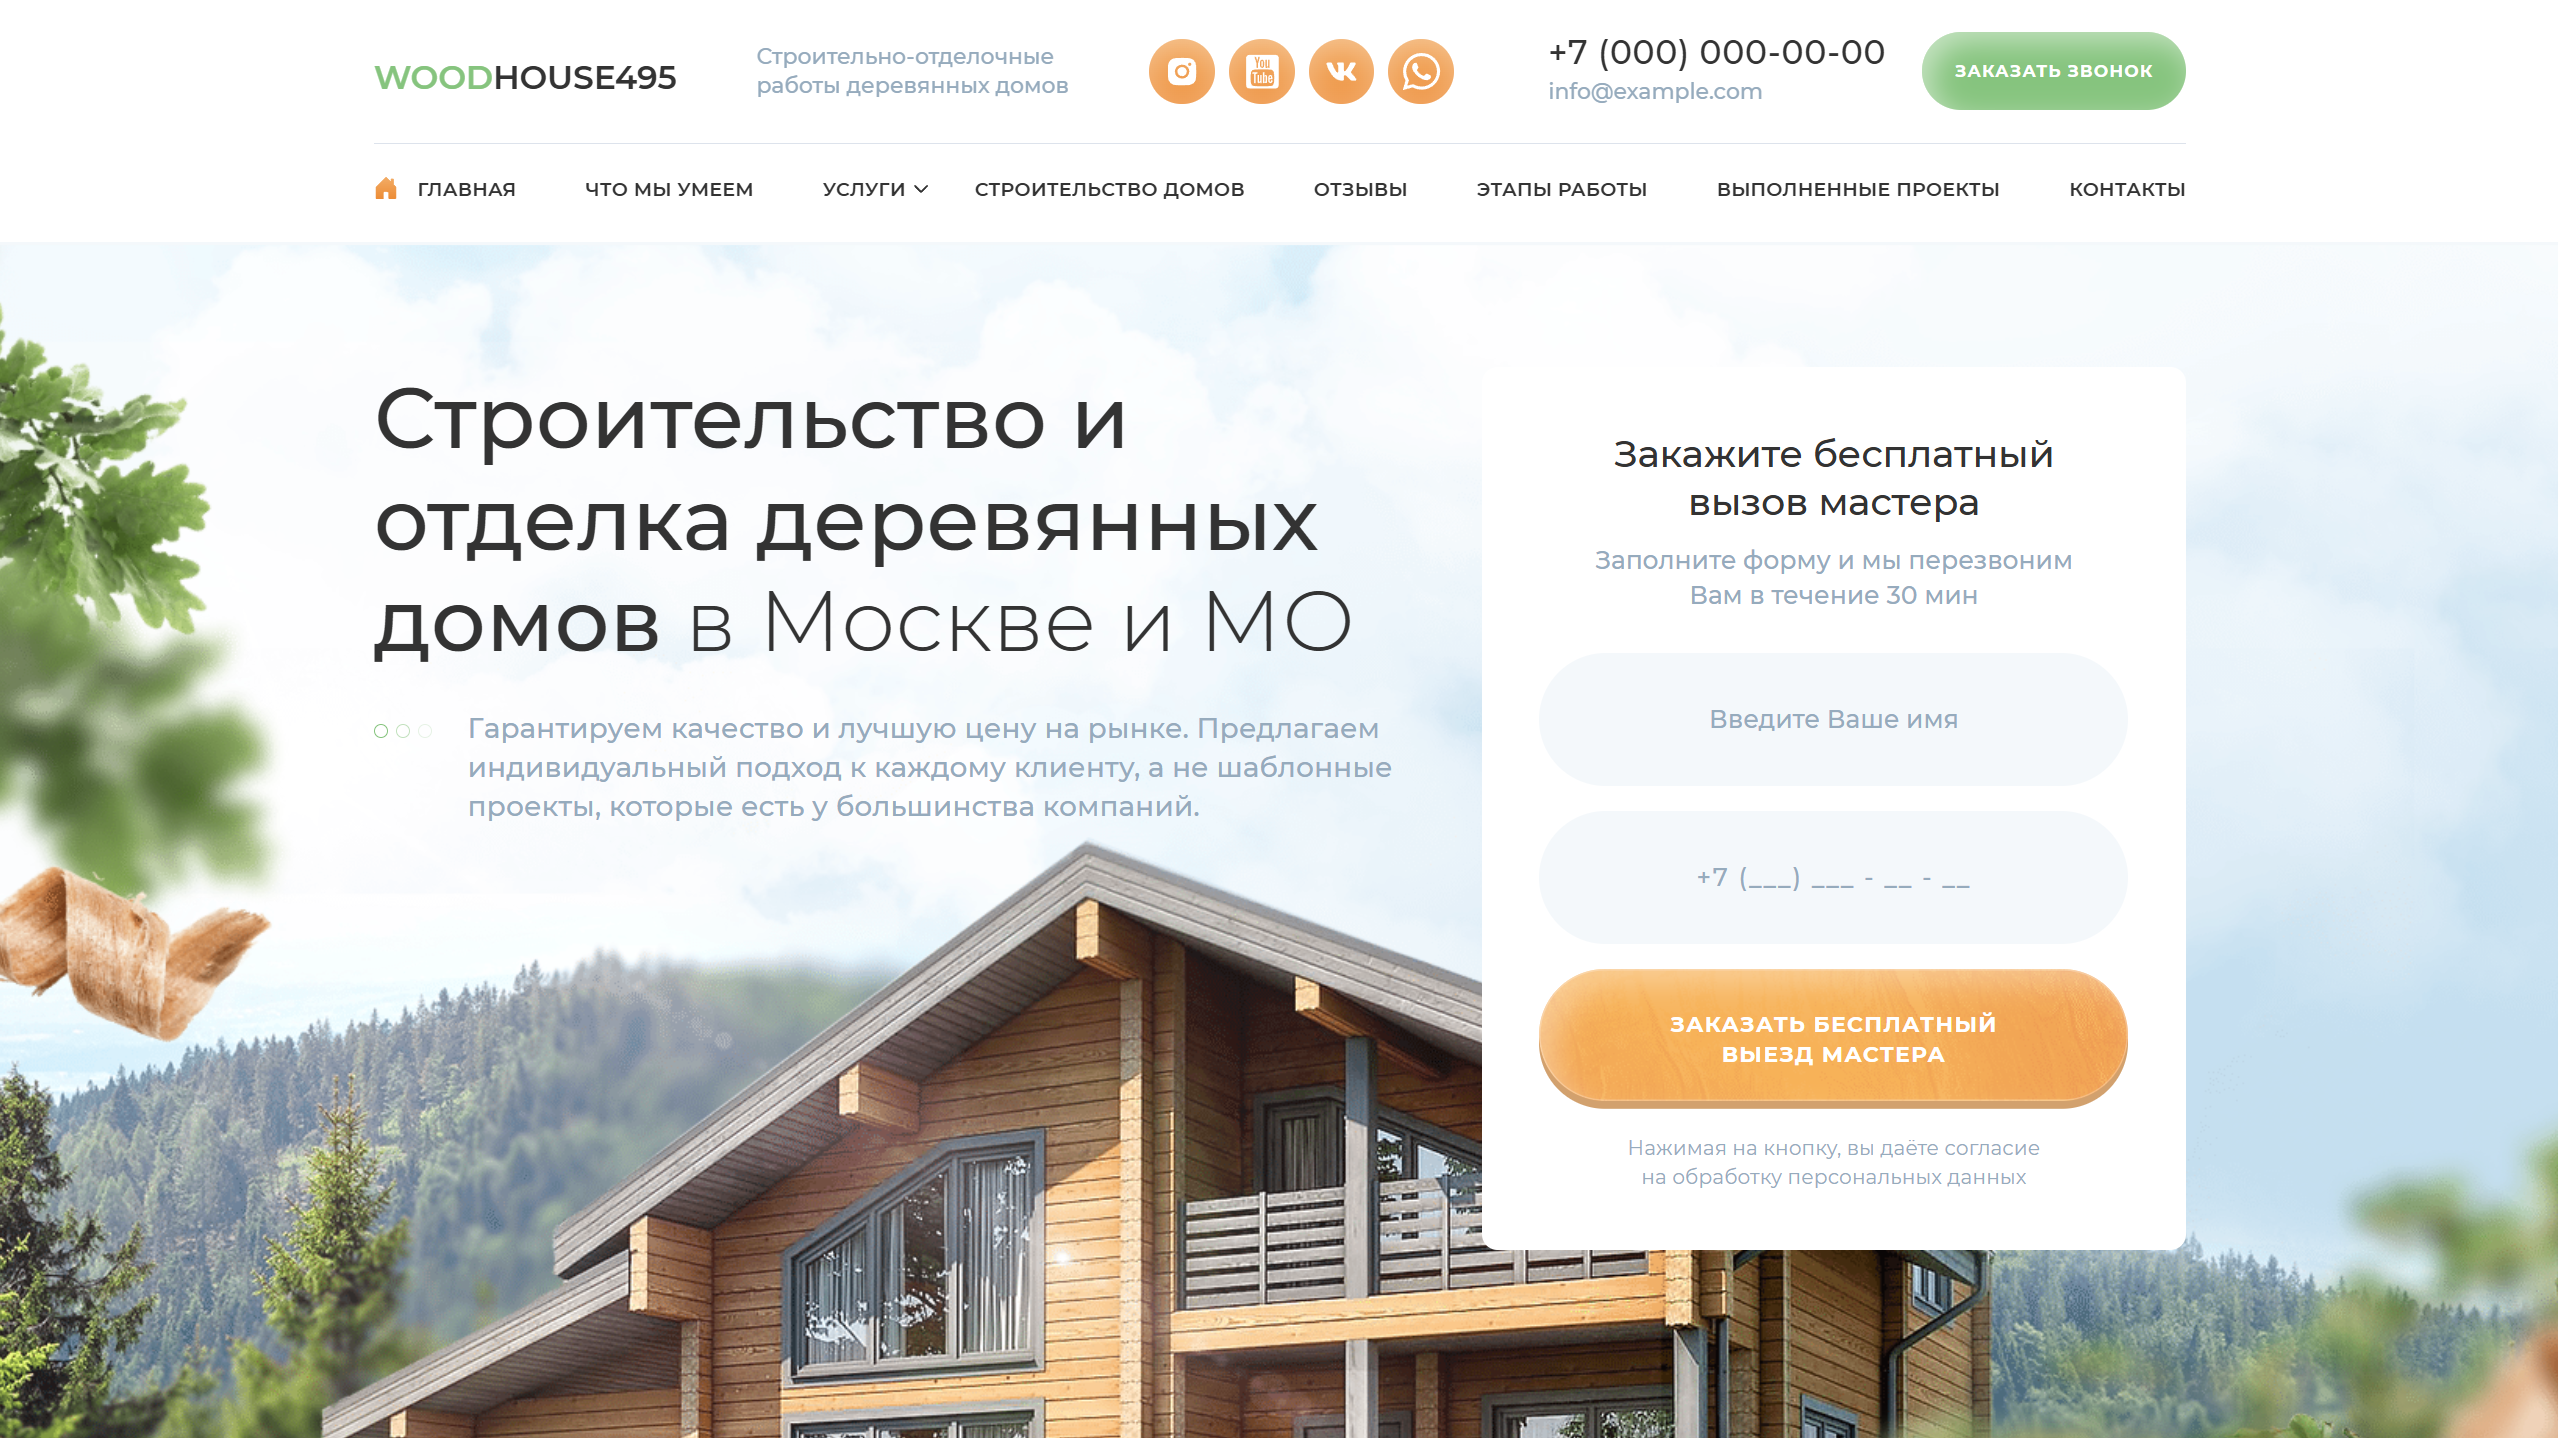 WOODHOUSE495
Строительно-отделочные
работы деревянных домов
You
Tube
+7 (000) 000-00-00
info@example.com
ЗАКАЗАТЬ ЗВОНОК
ГЛАВНАЯ
ЧТО МЫ УМЕЕМ
УСЛУГИ
СТРОИТЕЛЬСТВО ДОМОВ
ОТЗЫВЫ
ЭТАПЫ РАБОТЫ
ВЫПОЛНЕННЫЕ ПРОЕКТЫ
КОНТАКТЫ
Строительство и
отделка деревянных
домов в Москве и МО
Гарантируем качество и лучшую цену на рынке. Предлагаем
индивидуальный подход к каждому клиенту, а не шаблонные
проекты, которые есть у большинства компаний.
Закажите бесплатный
вызов мастера
Заполните форму и мы перезвоним
Вам в течение 30 мин
Введите Ваше имя
+7 (___) ___ - __ - __
ЗАКАЗАТЬ БЕСПЛАТНЫЙ
ВЫЕЗД МАСТЕРА
Нажимая на кнопку, вы даёте согласие
на обработку персональных данных